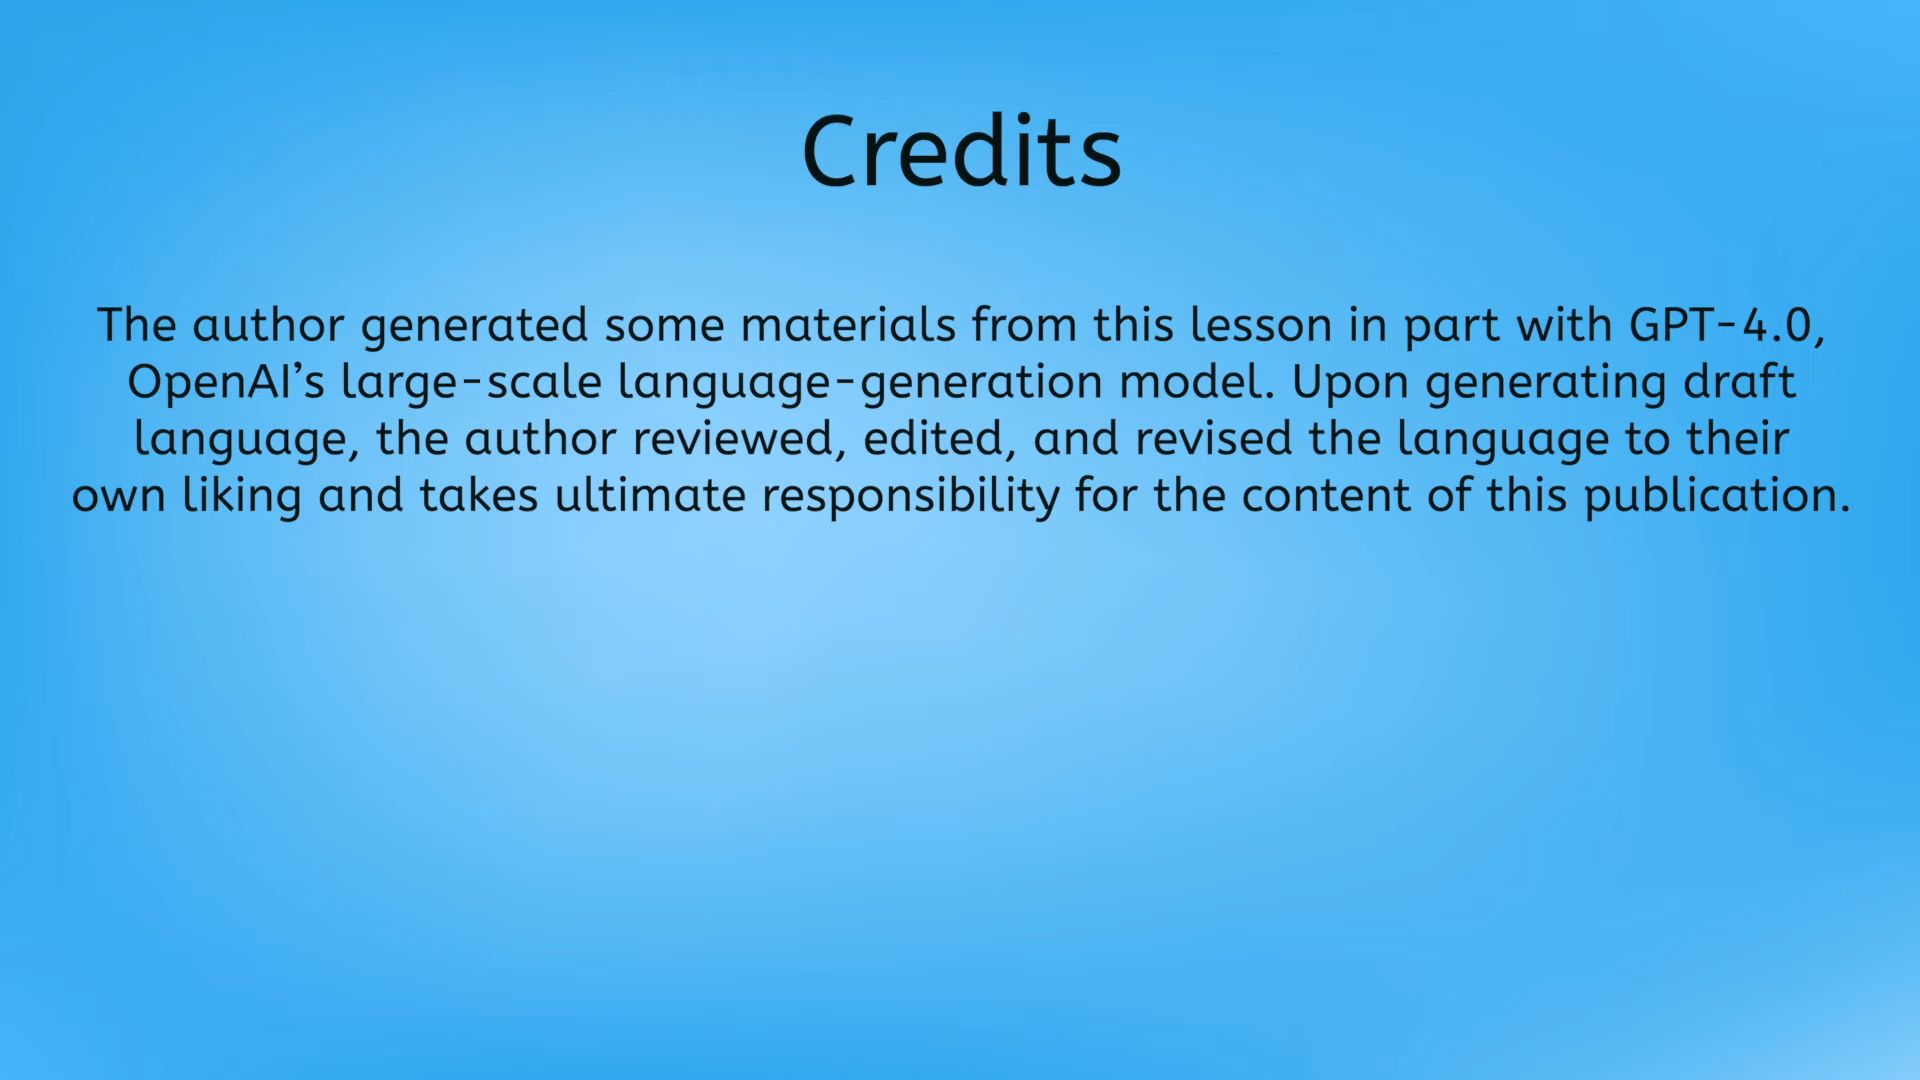 Credits
The author generated some materials from this lesson in part with GPT-4.0,
OpenAI’s large-scale language-generation model. Upon generating draft
language, the author reviewed, edited, and revised the language to their
own liking and takes ultimate responsibility for the content of this publication.